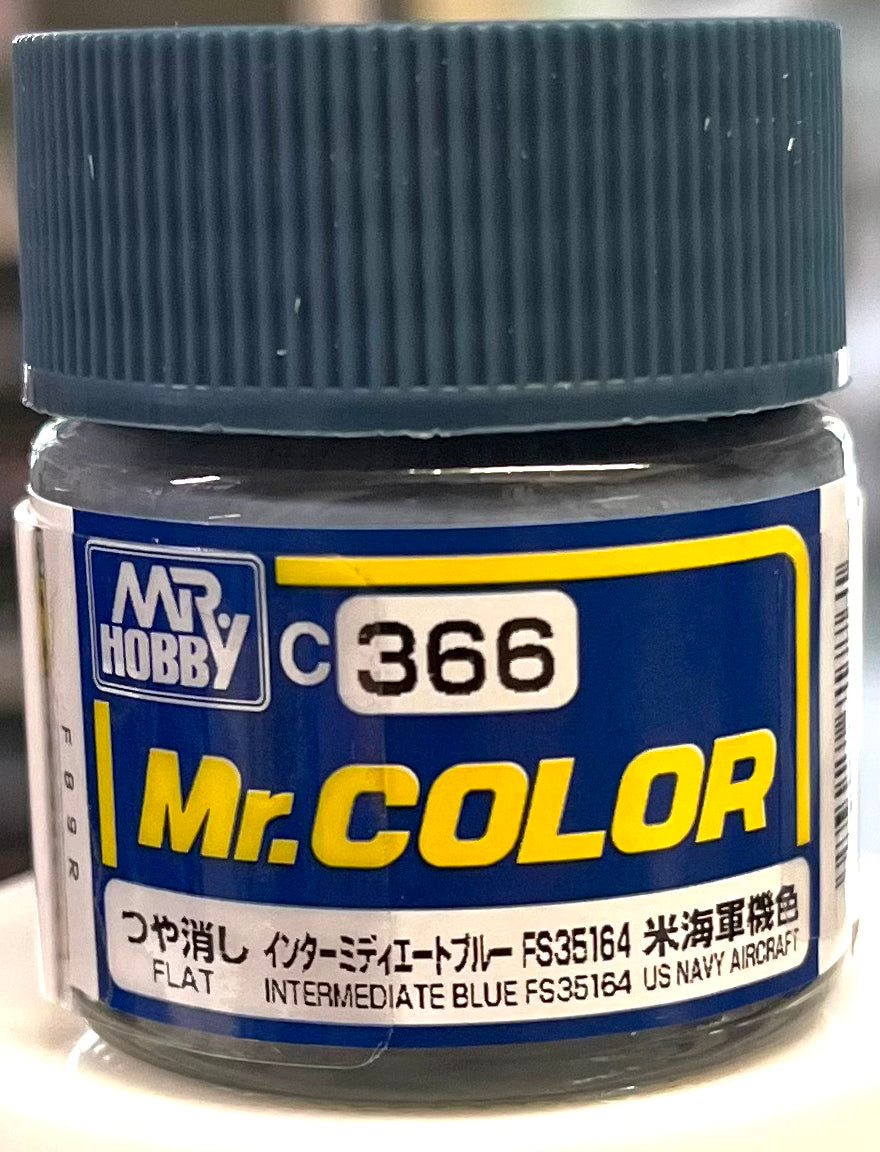 MR.
HOBBY
C 366
Mr.COLOR
つや消し インターミディエートブルー FS35164 米海軍機色
FLAT INTERMEDIATE BLUE FS35164 US NAVY AIRCRAFT